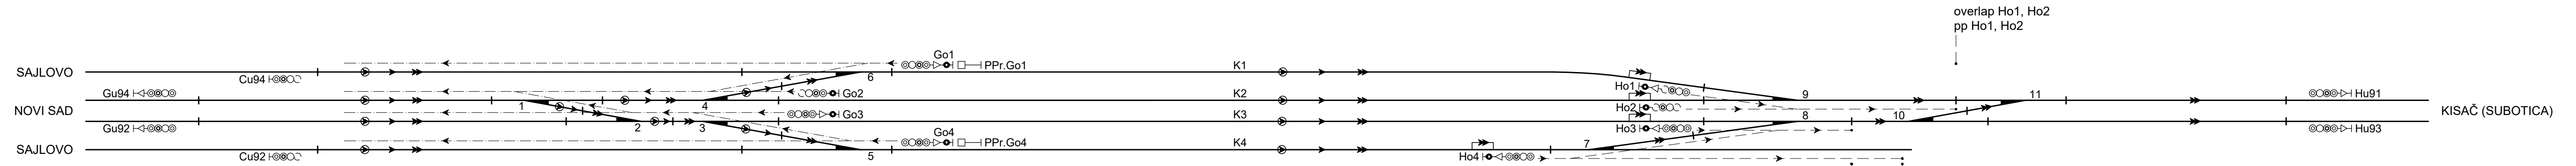 overlap Ho1, Ho2
pp Ho1, Ho2
Go1
SAJLOVO
PPr.Go1
K1
Cu94
6
Ho1
Gu94
Go2
K2
9
11
Hu91
1
4
NOVI SAD
Ho2
KISAČ (SUBOTICA)
Go3
K3
8
10
Gu92
2
3
Go4
Ho3
Hu93
SAJLOVO
PPr.Go4
K4
7
Cu92
5
Ho4